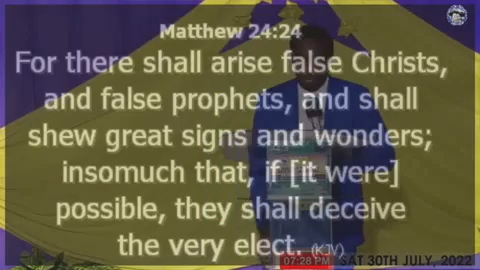 Matthew 24:24
For there shall arise false Christs,
and false prophets, and shall
shew great signs and wonders;
insomuch that, if [it were]
possible, they shall deceive
the very elect. (KJV)
07:28 PM SAT 30TH JULY, 2022